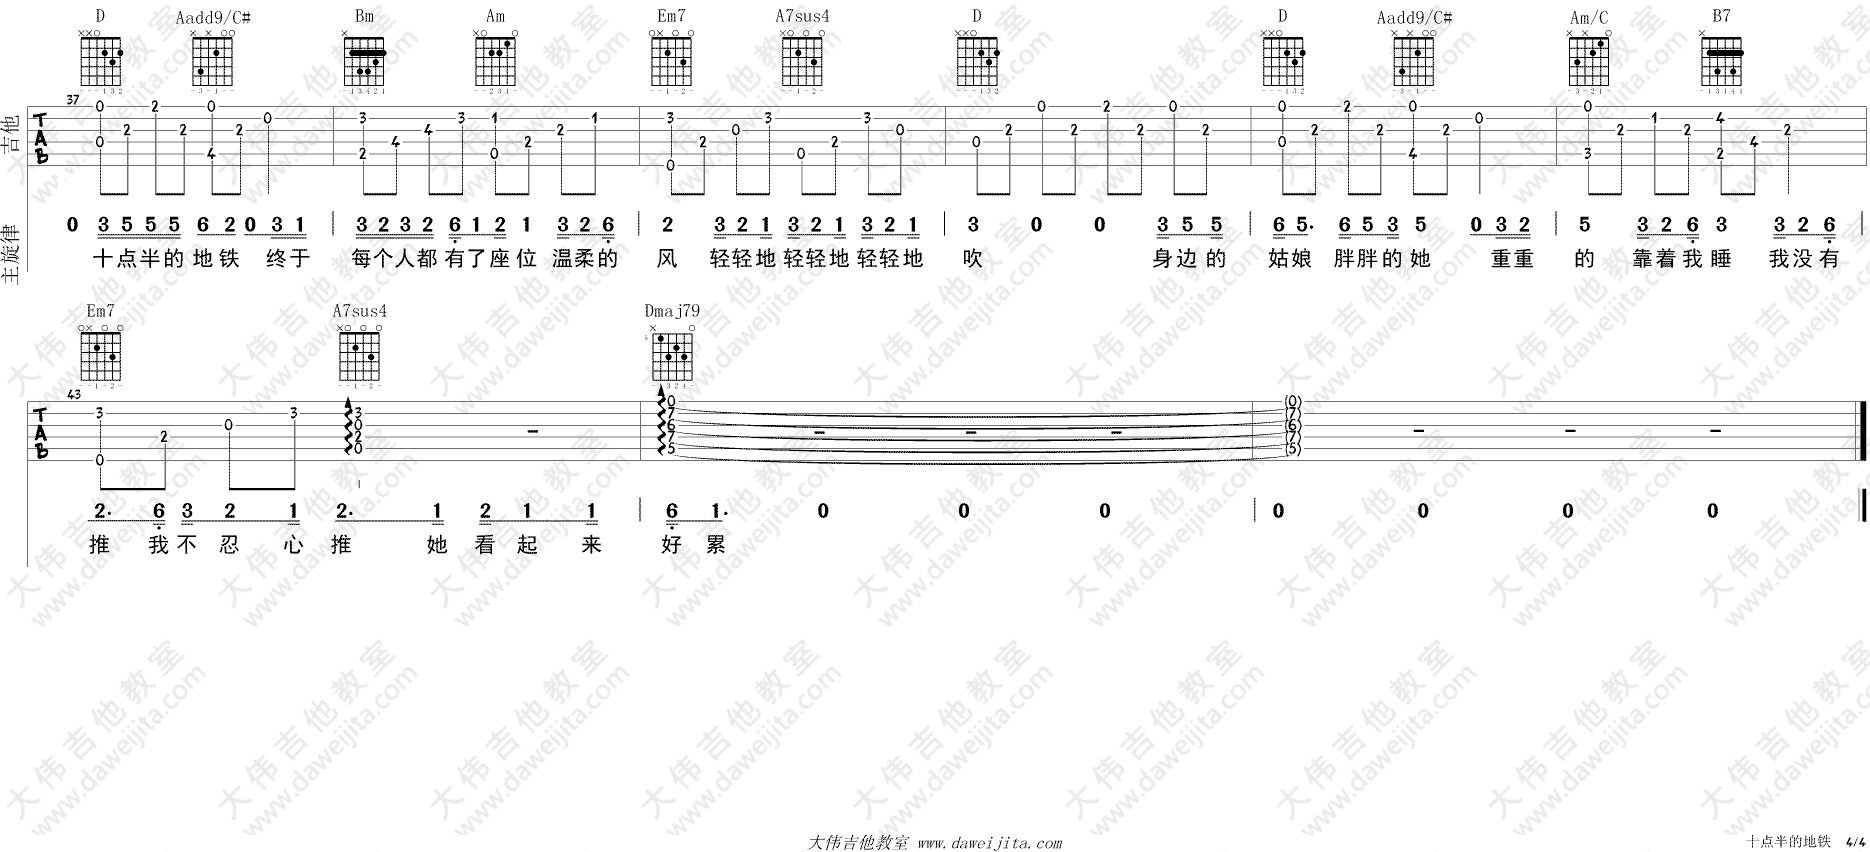 D Aadd9/C# Bm Am Em7 A7sus4 D D Aadd9/C# Am/C B7
37
吉他
TAB
主旋律
0 3 5 5 5 6 2 0 3 1 | 3 2 3 2 6 1 2 1 3 2 6 | 2 3 2 1 3 2 1 3 2 1 | 3 0 0 3 5 5 | 6 5. 6 5 3 5 0 3 2 | 5 3 2 6 3 3 2 6 |
十点半的 地铁 终于 每个人都 有了座位 温柔的 风 轻轻地 轻轻地 轻轻地 吹 身边的 姑娘 胖胖的她 重重 的 靠着我睡 我没有
Em7 A7sus4 Dmaj79
43
TAB
2. 6 3 2 1 2. 1 2 1 1 | 6 1. 0 0 0 | 0 0 0 0
推 我不忍心推 她看起来 好累
大伟吉他教室 www.daweijita.com
十点半的地铁 4/4